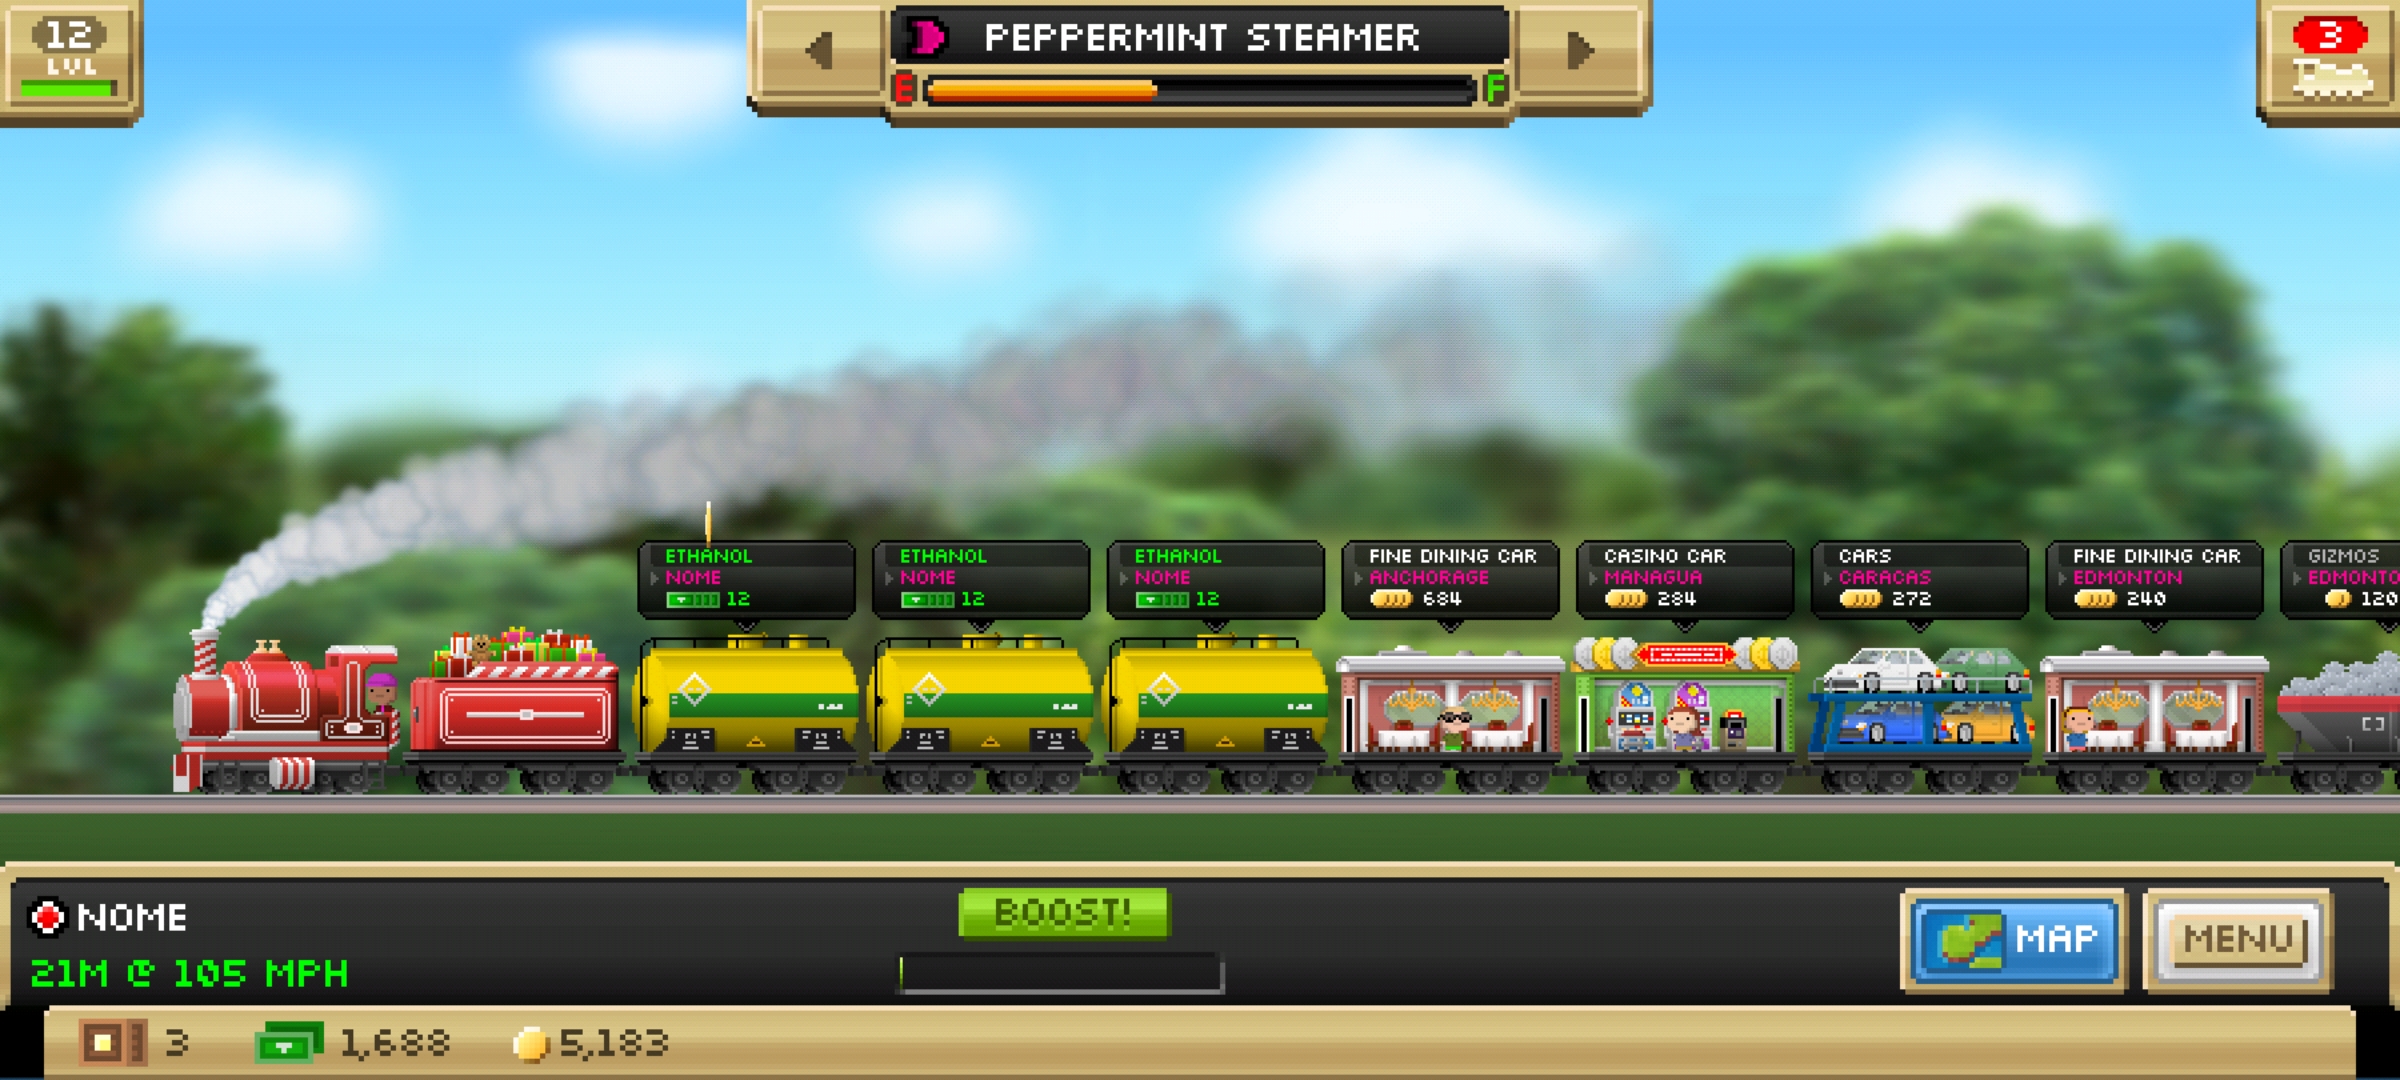 12
LVL
PEPPERMINT STEAMER
E F
3
ETHANOL
NOME
12
ETHANOL
NOME
12
ETHANOL
NOME
12
FINE DINING CAR
ANCHORAGE
684
CASINO CAR
MANAGUA
284
CARS
CARACAS
272
FINE DINING CAR
EDMONTON
240
GIZMOS
EDMONTO
120
NOME
21M @ 105 MPH
BOOST!
MAP
MENU
3
1,688
5,183